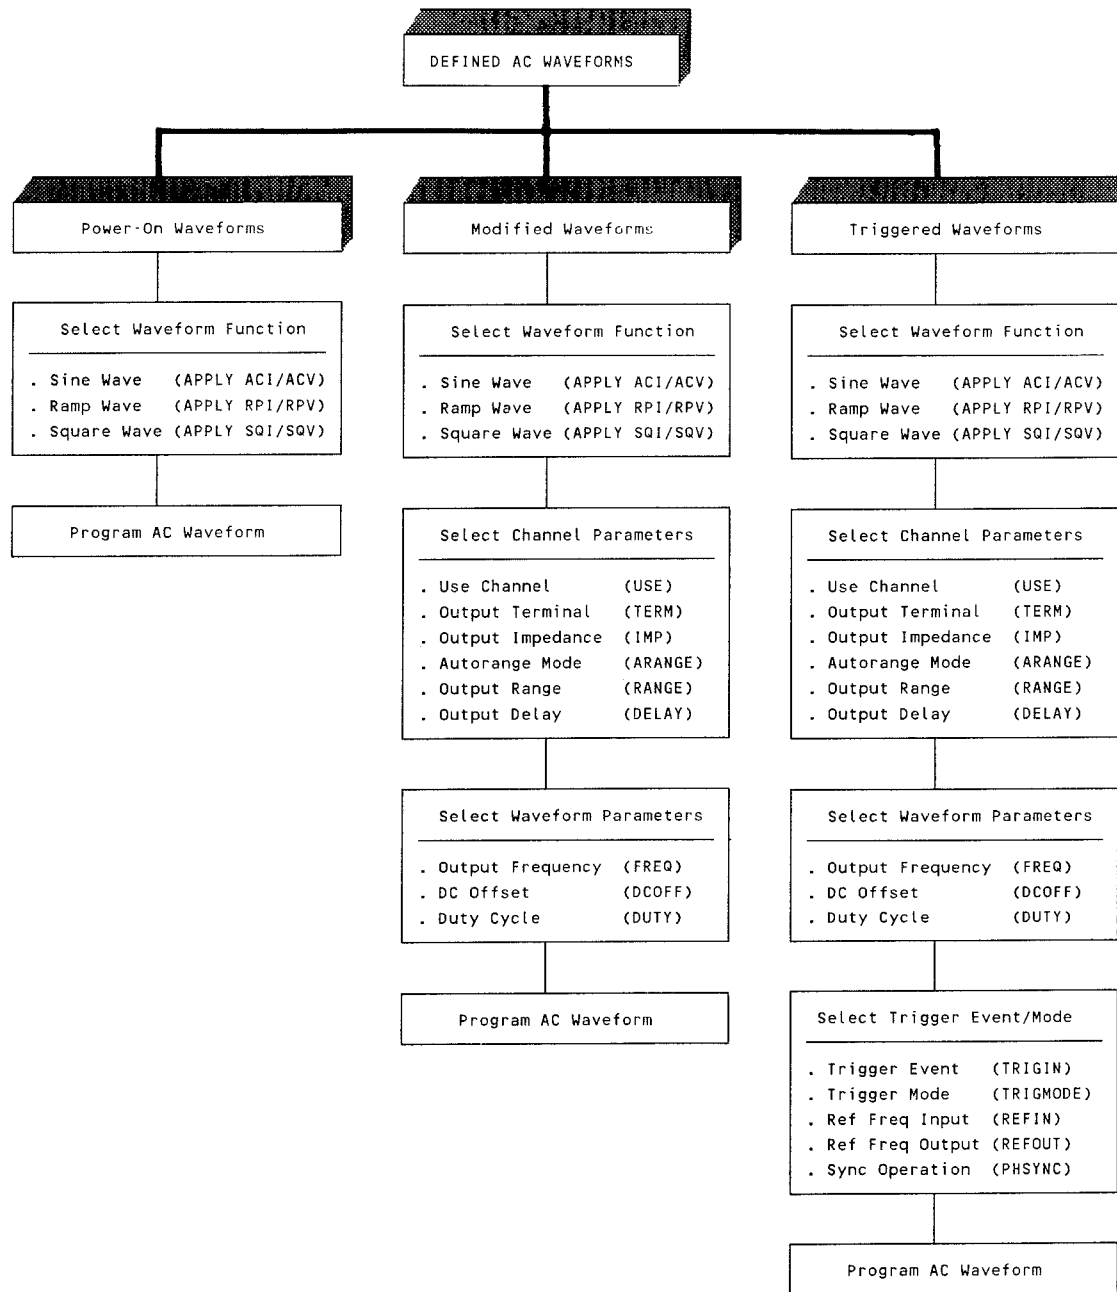 DEFINED AC WAVEFORMS
Power-On Waveforms
Select Waveform Function
. Sine Wave (APPLY ACI/ACV)
. Ramp Wave (APPLY RPI/RPV)
. Square Wave (APPLY SQI/SQV)
Program AC Waveform
Modified Waveforms
Select Waveform Function
. Sine Wave (APPLY ACI/ACV)
. Ramp Wave (APPLY RPI/RPV)
. Square Wave (APPLY SQI/SQV)
Select Channel Parameters
. Use Channel (USE)
. Output Terminal (TERM)
. Output Impedance (IMP)
. Autorange Mode (ARANGE)
. Output Range (RANGE)
. Output Delay (DELAY)
Select Waveform Parameters
. Output Frequency (FREQ)
. DC Offset (DCOFF)
. Duty Cycle (DUTY)
Program AC Waveform
Triggered Waveforms
Select Waveform Function
. Sine Wave (APPLY ACI/ACV)
. Ramp Wave (APPLY RPI/RPV)
. Square Wave (APPLY SQI/SQV)
Select Channel Parameters
. Use Channel (USE)
. Output Terminal (TERM)
. Output Impedance (IMP)
. Autorange Mode (ARANGE)
. Output Range (RANGE)
. Output Delay (DELAY)
Select Waveform Parameters
. Output Frequency (FREQ)
. DC Offset (DCOFF)
. Duty Cycle (DUTY)
Select Trigger Event/Mode
. Trigger Event (TRIGIN)
. Trigger Mode (TRIGMODE)
. Ref Freq Input (REFIN)
. Ref Freq Output (REFOUT)
. Sync Operation (PHSYNC)
Program AC Waveform